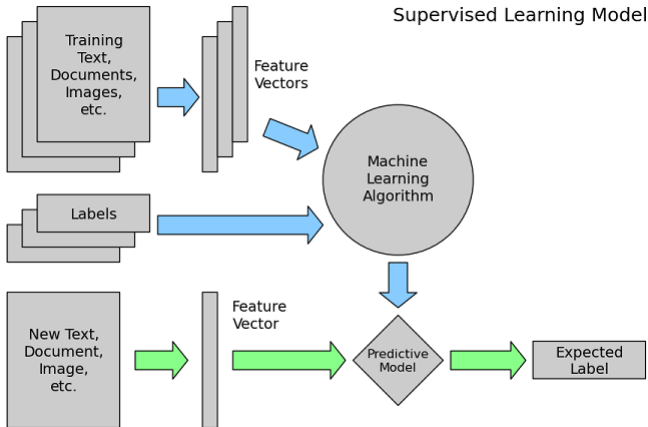 Supervised Learning Model
Training
Text,
Documents,
Images,
etc.
Feature
Vectors
Machine
Learning
Algorithm
Labels
New Text,
Document,
Image,
etc.
Feature
Vector
Predictive
Model
Expected
Label